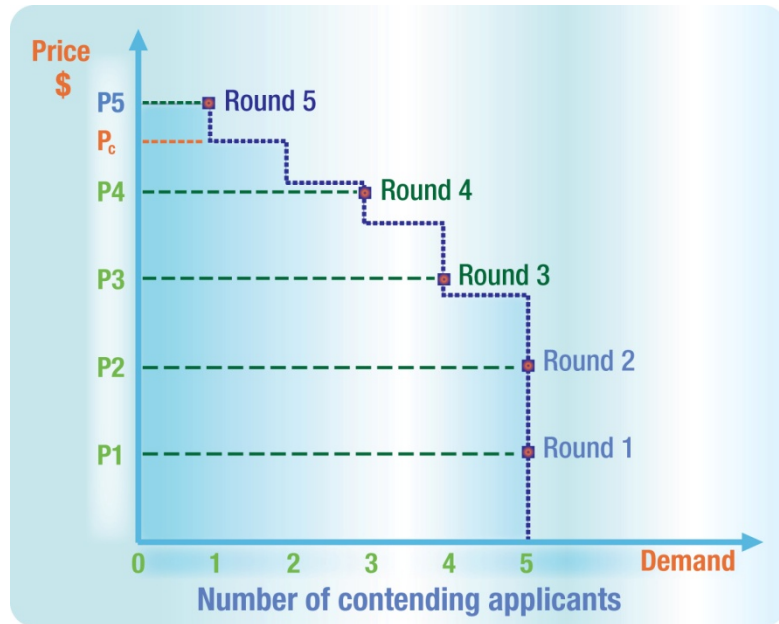 Price
$
P5
Round 5
Pc
P4
Round 4
P3
Round 3
P2
Round 2
P1
Round 1
0 1 2 3 4 5 Demand
Number of contending applicants